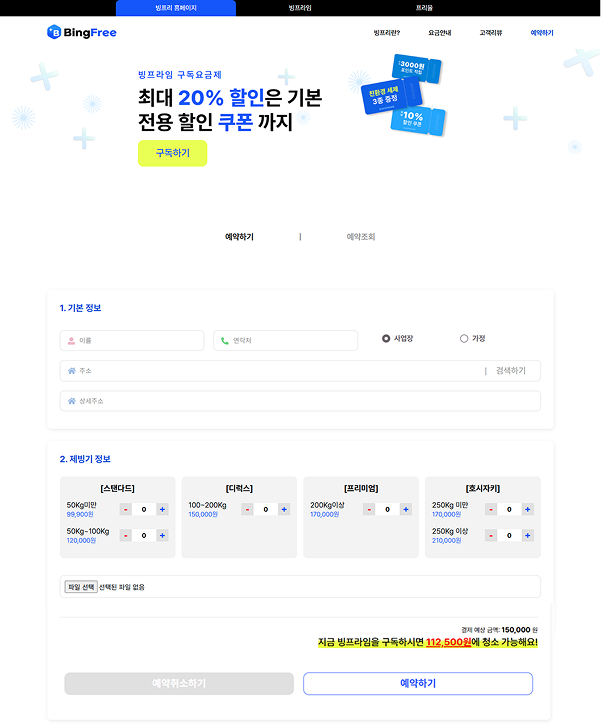 빙프리 홈페이지 빙프라임 프리몰
BingFree 빙프리란? 요금안내 고객리뷰 예약하기
빙프라임 구독요금제
최대 20% 할인은 기본
전용 할인 쿠폰 까지
구독하기
3000원
포인트 적립
친환경 세제
3종 증정
10%
할인 쿠폰
예약하기 | 예약조회
1. 기본 정보
이름 연락처 사업장 가정
주소 | 검색하기
상세주소
2. 제빙기 정보
[스탠다드] [디럭스] [프리미엄] [호시자키]
50Kg미만 - 0 + 100~200Kg - 0 + 200Kg이상 - 0 + 250Kg 미만 - 0 +
99,900원 150,000원 170,000원 170,000원
50Kg~100Kg - 0 + 250Kg 이상 - 0 +
120,000원 210,000원
파일 선택 선택된 파일 없음
결제 예상 금액: 150,000 원
지금 빙프라임을 구독하시면 112,500원에 청소 가능해요!
예약취소하기 예약하기